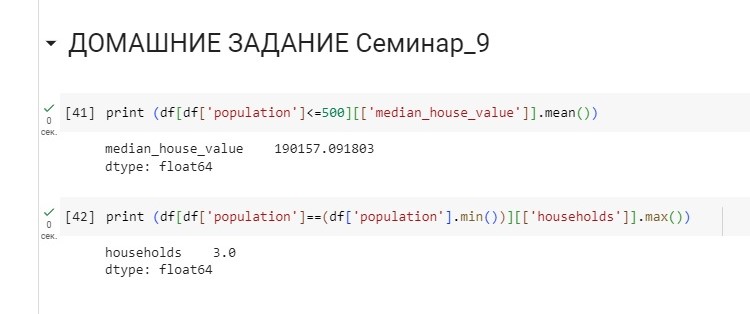 ДОМАШНИЕ ЗАДАНИЕ Семинар_9
[41] print (df[df['population']<=500][['median_house_value']].mean())
0
сек.
median_house_value    190157.091803
dtype: float64
[42] print (df[df['population']==(df['population'].min())][['households']].max())
0
сек.
households    3.0
dtype: float64